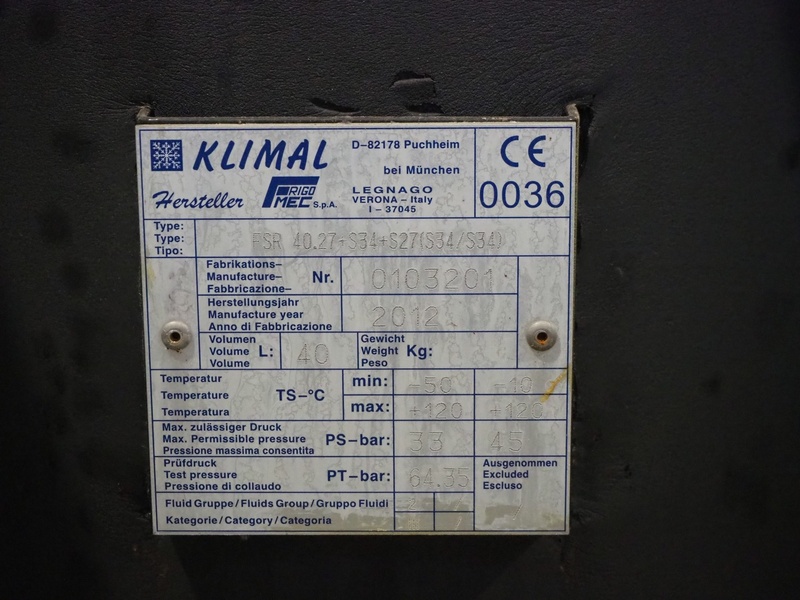 KLIMAL D-82178 Puchheim
bei München
CE
0036
Hersteller FRIGO MEC S.p.A.
LEGNAGO
VERONA - Italy
I - 37045
Type:
Type:
Tipo:
FSR 40.27-S34+S27(S34/S34)
Fabrikations-
Manufacture-
Fabbricazione-
Nr. 0103201
Herstellungsjahr
Manufacture year
Anno di Fabbricazione
2012
Volumen
Volume
Volume
L: 40
Gewicht
Weight
Peso
Kg:
Temperatur
Temperature
Temperatura
TS-°C
min: -50 -10
max: +120 +120
Max. zulässiger Druck
Max. Permissible pressure
Pressione massima consentita
PS-bar: 33 45
Prüfdruck
Test pressure
Pressione di collaudo
PT-bar: 64.35
Ausgenommen
Excluded
Escluso
Fluid Gruppe/Fluids Group/Gruppo Fluidi
Kategorie/Category/Categoria